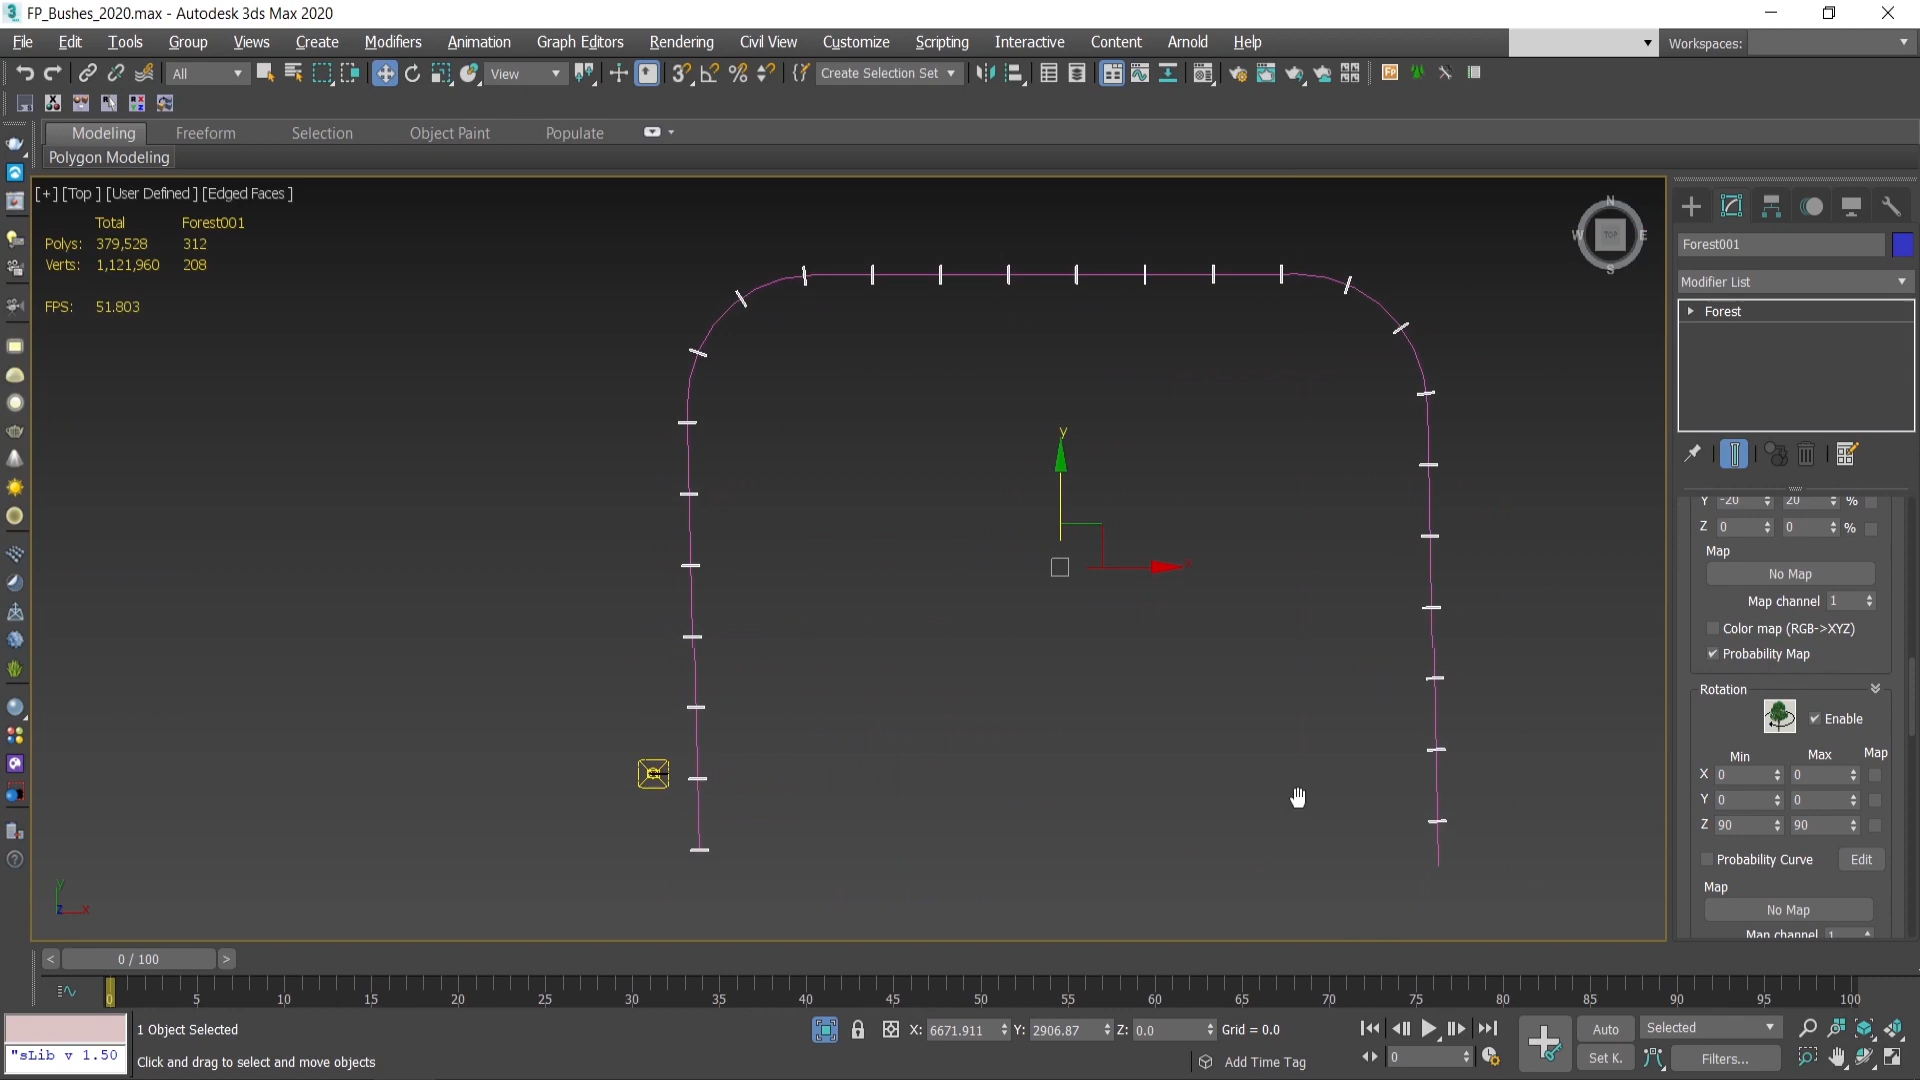 FP_Bushes_2020.max - Autodesk 3ds Max 2020
File Edit Tools Group Views Create Modifiers Animation Graph Editors Rendering Civil View Customize Scripting Interactive Content Arnold Help
Workspaces:
All View Create Selection Set
Modeling Freeform Selection Object Paint Populate
Polygon Modeling
[+] [Top ] [User Defined ] [Edged Faces ]
Total Forest001
Polys: 379,528 312
Verts: 1,121,960 208
FPS: 51.803
N
W TOP E
S
y
x
y
z x
Forest001
Modifier List
Forest
Y -20 20 %
Z 0 0 %
Map
No Map
Map channel 1
Color map (RGB->XYZ)
Probability Map
Rotation
Enable
Min Max Map
X 0 0
Y 0 0
Z 90 90
Probability Curve Edit
Map
No Map
Map channel 1
< 0 / 100 >
0 5 10 15 20 25 30 35 40 45 50 55 60 65 70 75 80 85 90 95 100
"sLib v 1.50
1 Object Selected
Click and drag to select and move objects
X: 6671.911 Y: 2906.87 Z: 0.0 Grid = 0.0
Add Time Tag
0
Auto Selected
Set K. Filters...